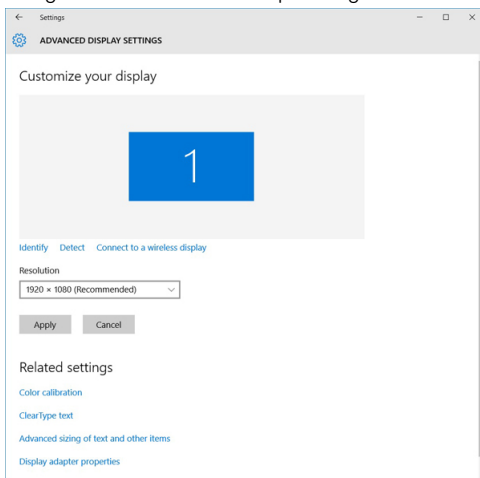 Settings
ADVANCED DISPLAY SETTINGS
Customize your display
1
Identify Detect Connect to a wireless display
Resolution
1920 × 1080 (Recommended)
Apply Cancel
Related settings
Color calibration
ClearType text
Advanced sizing of text and other items
Display adapter properties